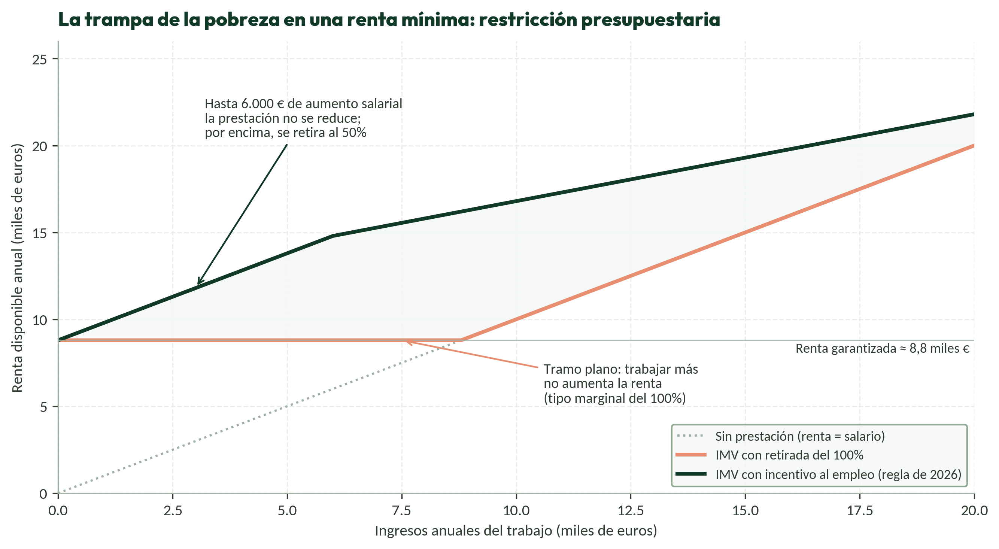 La trampa de la pobreza en una renta mínima: restricción presupuestaria
Renta disponible anual (miles de euros)
25
20
15
10
5
0
Hasta 6.000 € de aumento salarial
la prestación no se reduce;
por encima, se retira al 50%
Renta garantizada ≈ 8,8 miles €
Tramo plano: trabajar más
no aumenta la renta
(tipo marginal del 100%)
Sin prestación (renta = salario)
IMV con retirada del 100%
IMV con incentivo al empleo (regla de 2026)
0.0
2.5
5.0
7.5
10.0
12.5
15.0
17.5
20.0
Ingresos anuales del trabajo (miles de euros)